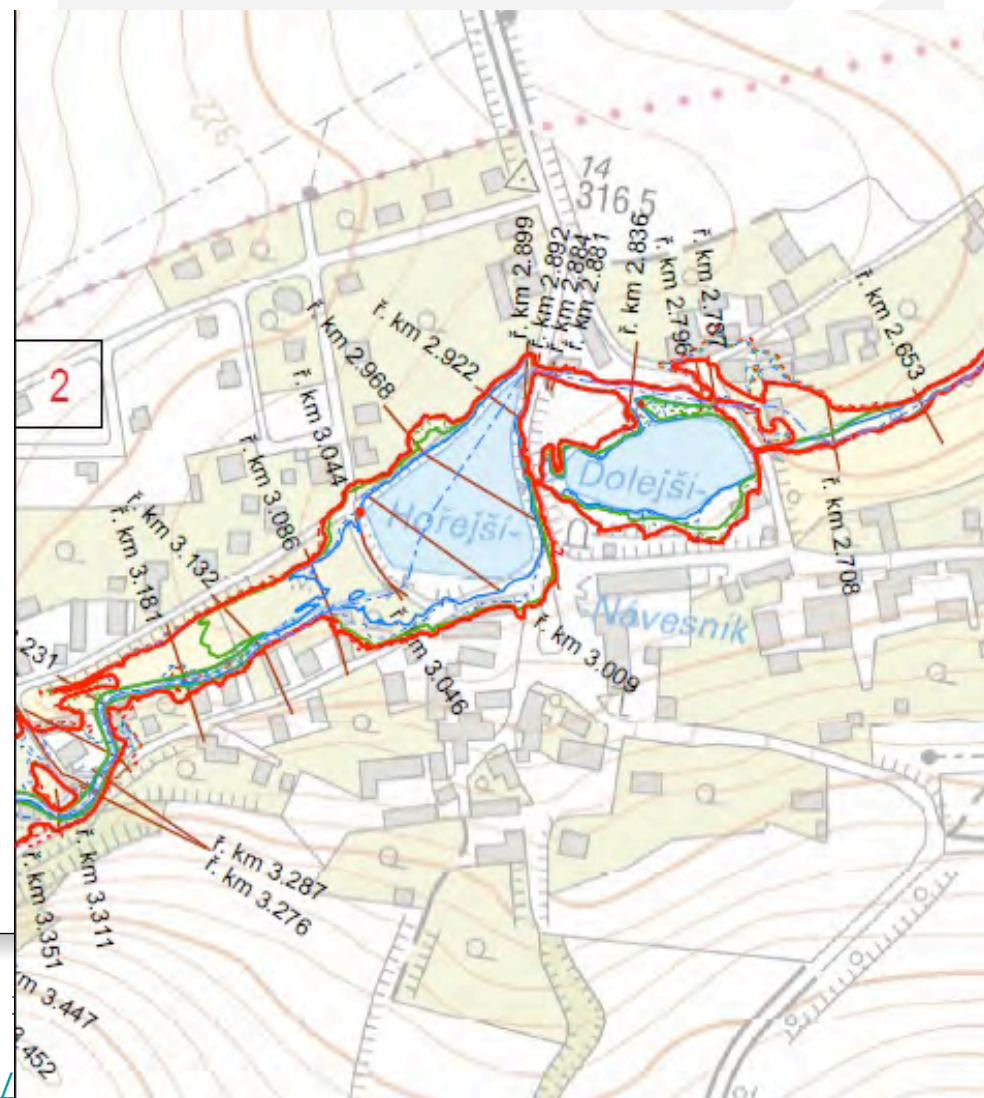 322
14
316.5
ř. km 2.899
ř. km 2.892
ř. km 2.884
ř. km 2.881
ř. km 2.836
ř. km 2.796
ř. km 2.787
ř. km 2.653
ř. km 2.922
ř. km 2.968
2
ř. km 3.044
ř. km 3.086
ř. km 3.132
ř. km 3.181
Hořejší-
Dolejší-
Návesník
ř. km 2.708
ř. km 3.009
km 3.046
.231
ř. km 3.287
ř. km 3.276
ř. km 3.311
ř. km 3.351
km 3.447
.452
/